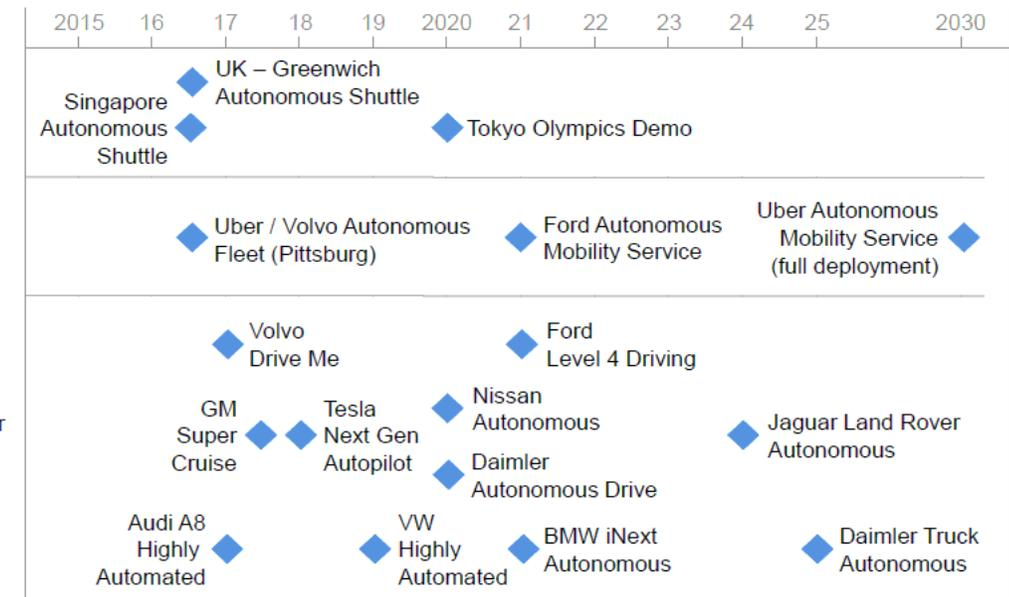 2015 16 17 18 19 2020 21 22 23 24 25 2030
UK – Greenwich
Autonomous Shuttle
Singapore
Autonomous
Shuttle
Tokyo Olympics Demo
Uber / Volvo Autonomous
Fleet (Pittsburg)
Ford Autonomous
Mobility Service
Uber Autonomous
Mobility Service
(full deployment)
Volvo
Drive Me
Ford
Level 4 Driving
GM
Super
Cruise
Tesla
Next Gen
Autopilot
Nissan
Autonomous
Daimler
Autonomous Drive
Jaguar Land Rover
Autonomous
r
Audi A8
Highly
Automated
VW
Highly
Automated
BMW iNext
Autonomous
Daimler Truck
Autonomous